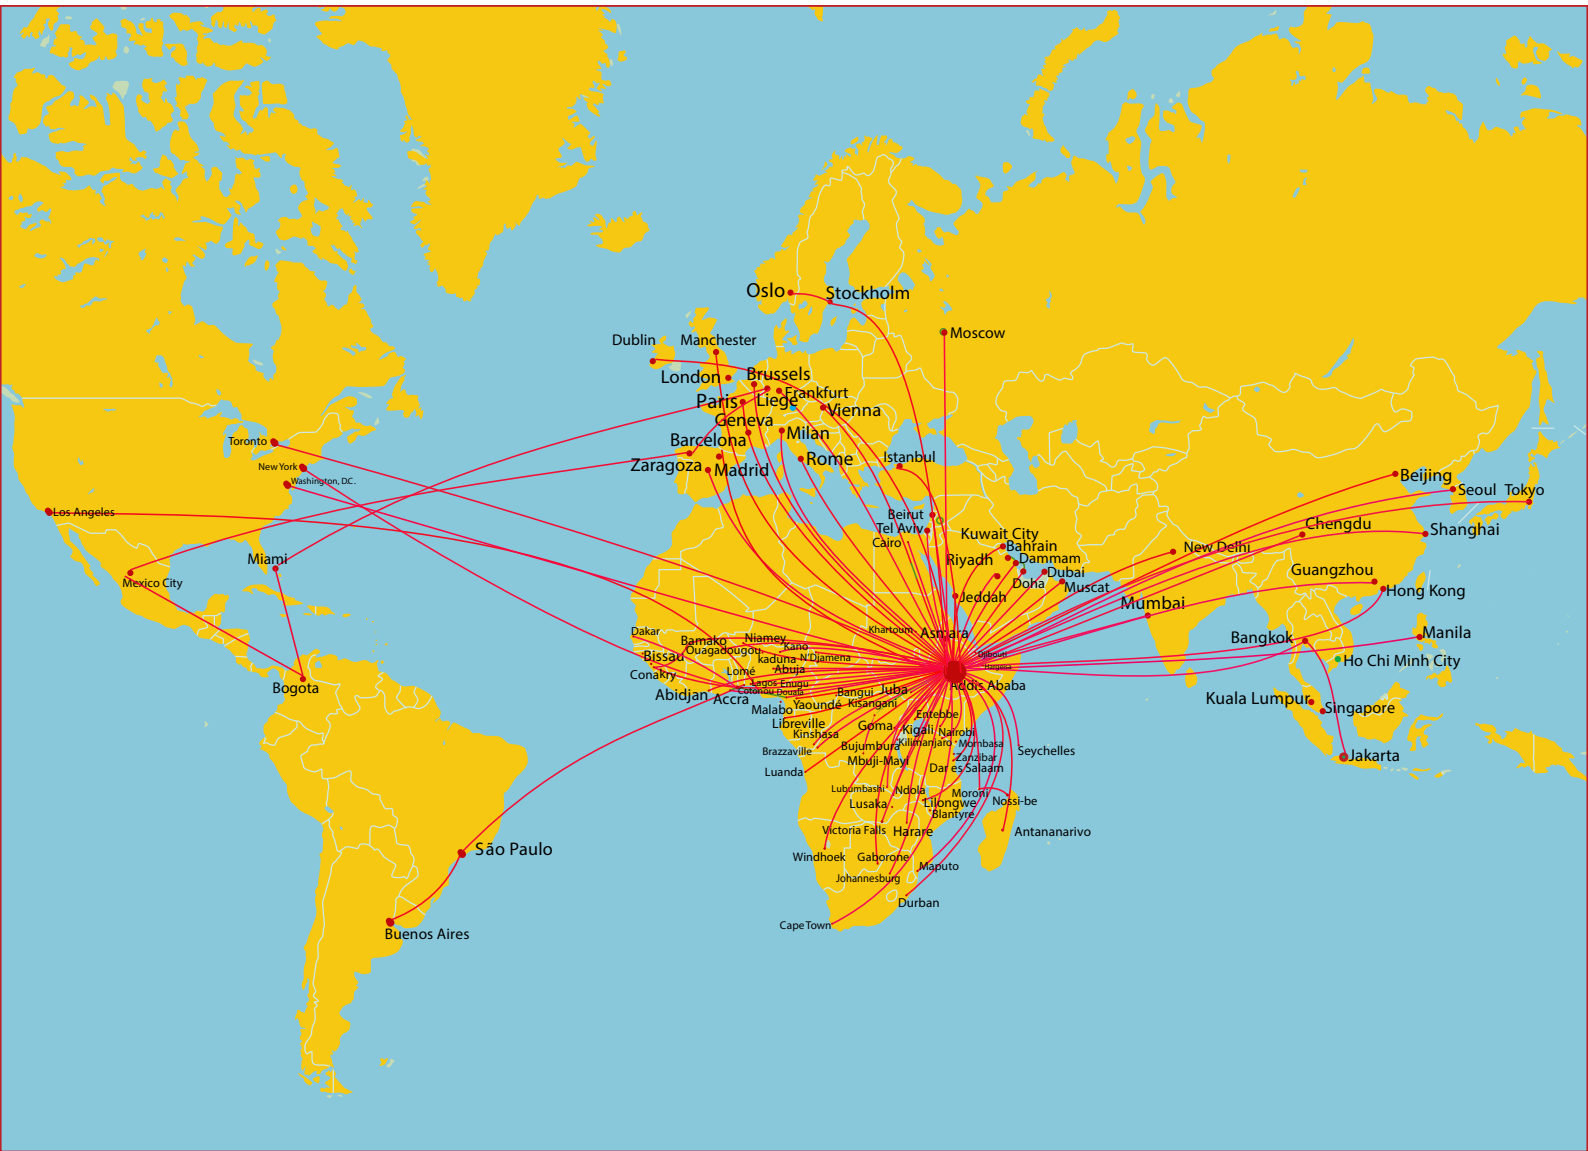 Oslo
Stockholm
Moscow
Dublin
Manchester
London
Brussels
Frankfurt
Paris
Liege
Vienna
Geneva
Milan
Barcelona
Zaragoza
Madrid
Rome
Istanbul
Toronto
New York
Washington, D.C.
Los Angeles
Miami
Mexico City
Bogota
São Paulo
Buenos Aires
Beirut
Tel Aviv
Cairo
Kuwait City
Bahrain
Riyadh
Dammam
Dubai
Doha
Muscat
Jeddah
Beijing
Seoul
Tokyo
Chengdu
Shanghai
New Delhi
Guangzhou
Hong Kong
Mumbai
Bangkok
Manila
Ho Chi Minh City
Kuala Lumpur
Singapore
Jakarta
Dakar
Bamako
Niamey
Khartoum
Asmara
Ouagadougou
Kano
Bissau
kaduna
N'Djamena
Djibouti
Hargeisa
Conakry
Lomé
Abuja
Abidjan
Accra
Lagos
Enugu
Cotonou
Douala
Bangui
Juba
Addis Ababa
Malabo
Yaoundé
Kisangani
Libreville
Entebbe
Kinshasa
Goma
Kigali
Nairobi
Brazzaville
Bujumbura
Kilimanjaro
Mombasa
Seychelles
Mbuji-Mayi
Zanzibar
Luanda
Dar es Salaam
Lubumbashi
Ndola
Moroni
Lusaka
Lilongwe
Nossi-be
Blantyre
Victoria Falls
Harare
Antananarivo
Windhoek
Gaborone
Maputo
Johannesburg
Durban
Cape Town